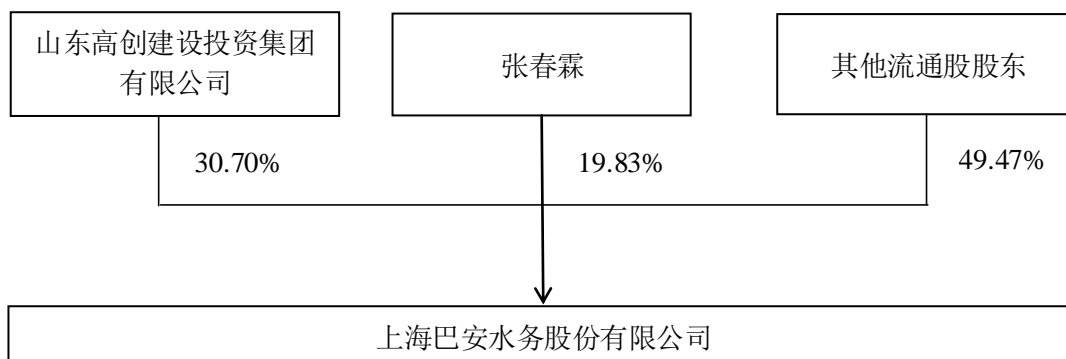 山东高创建设投资集团
有限公司
张春霖
其他流通股股东
30.70%
19.83%
49.47%
上海巴安水务股份有限公司